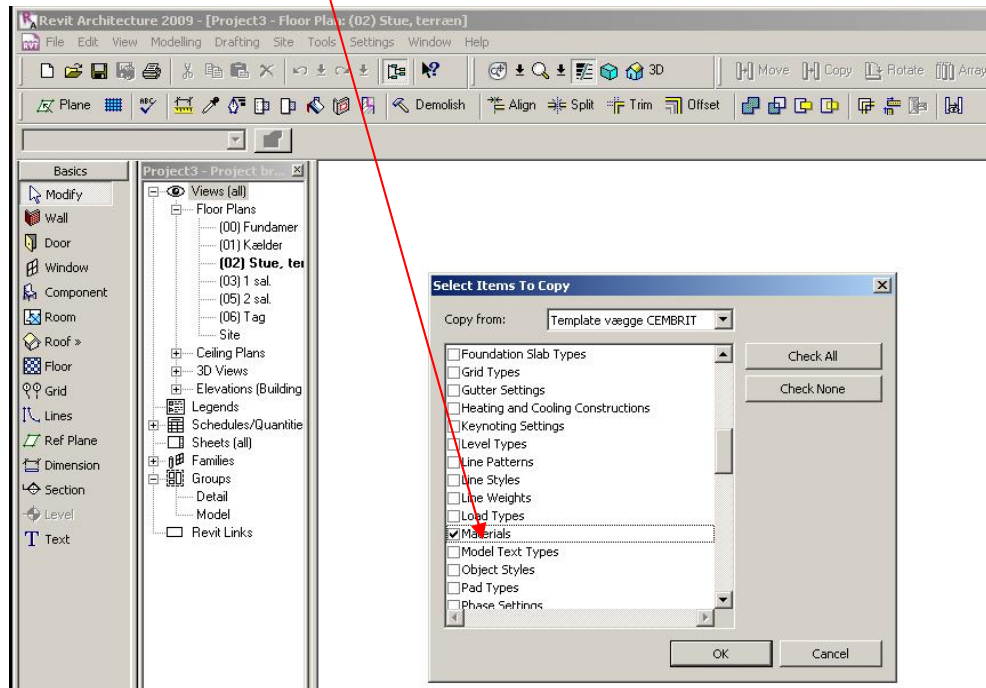 Revit Architecture 2009 - [Project3 - Floor Plan: (02) Stue, terræn]
File Edit View Modelling Drafting Site Tools Settings Window Help
3D Move Copy Rotate Array
Plane ABC Demolish Align Split Trim Offset
Basics
Modify
Wall
Door
Window
Component
Room
Roof »
Floor
Grid
Lines
Ref Plane
Dimension
Section
Level
T Text
Project3 - Project br...
Views (all)
Floor Plans
(00) Fundamer
(01) Kælder
(02) Stue, ter
(03) 1 sal.
(05) 2 sal.
(06) Tag
Site
Ceiling Plans
3D Views
Elevations (Building
Legends
Schedules/Quantitie
Sheets (all)
Families
Groups
Detail
Model
Revit Links
Select Items To Copy
Copy from: Template vægge CEMBRIT
Foundation Slab Types
Grid Types
Gutter Settings
Heating and Cooling Constructions
Keynoting Settings
Level Types
Line Patterns
Line Styles
Line Weights
Load Types
Materials
Model Text Types
Object Styles
Pad Types
Phase Settings
Check All
Check None
OK Cancel